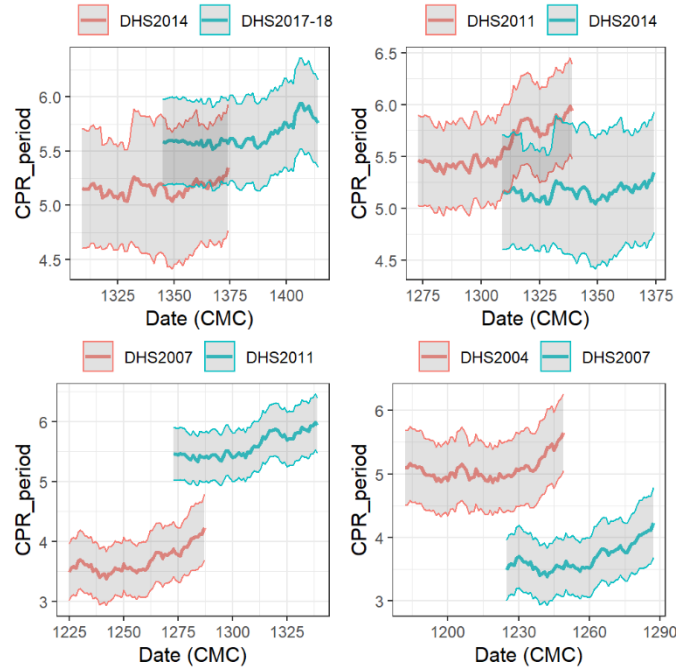 DHS2014 DHS2017-18
CPR_period
6.0
5.5
5.0
4.5
1325 1350 1375 1400
Date (CMC)
DHS2011 DHS2014
CPR_period
6.5
6.0
5.5
5.0
4.5
1275 1300 1325 1350 1375
Date (CMC)
DHS2007 DHS2011
CPR_period
6
5
4
3
1225 1250 1275 1300 1325
Date (CMC)
DHS2004 DHS2007
CPR_period
6
5
4
3
1200 1230 1260 1290
Date (CMC)